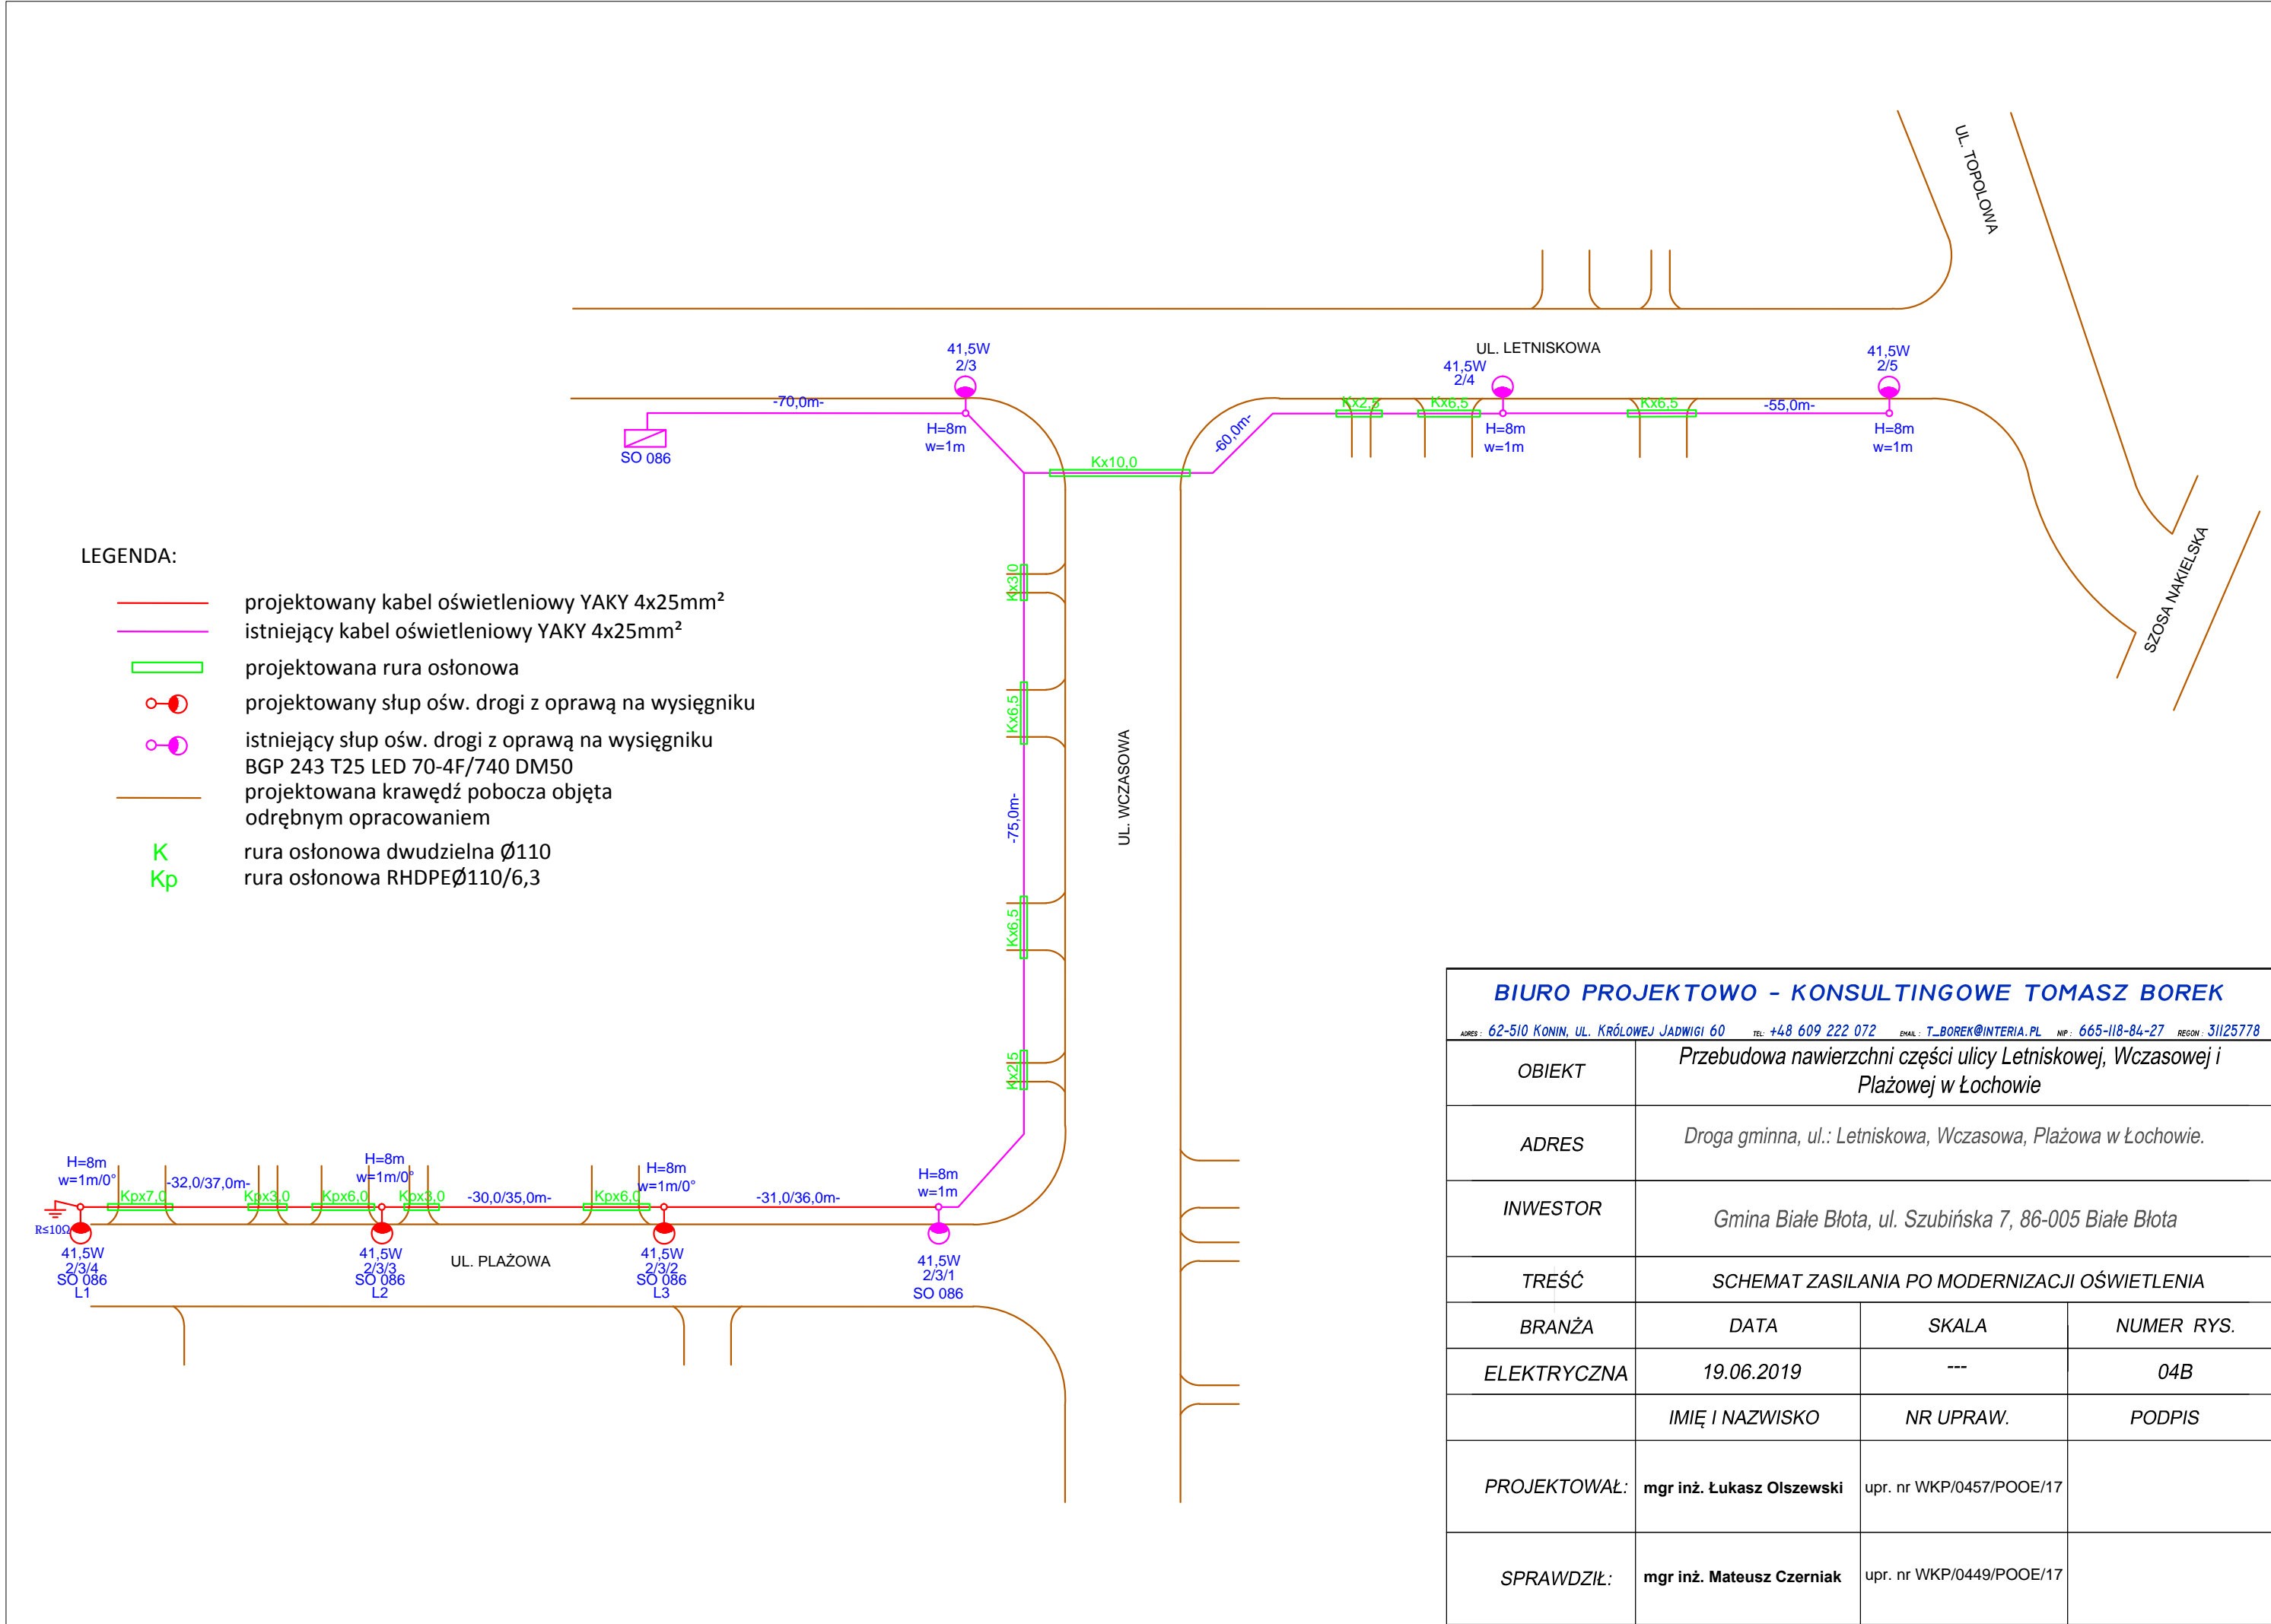 UL. TOPOLOWA
UL. LETNISKOWA
41,5W
2/3
41,5W
2/4
41,5W
2/5
-70,0m-
Kx2,5
Kx6,5
Kx6,5
-55,0m-
H=8m
w=1m
-60,0m-
H=8m
w=1m
H=8m
w=1m
SO 086
Kx10,0
SZOSA NAKIELSKA
LEGENDA:
projektowany kabel oświetleniowy YAKY 4x25mm²
istniejący kabel oświetleniowy YAKY 4x25mm²
projektowana rura osłonowa
projektowany słup ośw. drogi z oprawą na wysięgniku
istniejący słup ośw. drogi z oprawą na wysięgniku
BGP 243 T25 LED 70-4F/740 DM50
projektowana krawędź pobocza objęta
odrębnym opracowaniem
K rura osłonowa dwudzielna Ø110
Kp rura osłonowa RHDPEØ110/6,3
Kx3,0
Kx6,5
-75,0m-
UL. WCZASOWA
Kx6,5
Kx2,5
H=8m
w=1m/0°
-32,0/37,0m-
H=8m
w=1m/0°
-30,0/35,0m-
H=8m
w=1m/0°
-31,0/36,0m-
H=8m
w=1m
Kpx7,0
Kpx3,0
Kpx6,0
Kpx3,0
Kpx6,0
R≤10Ω
41,5W
2/3/4
SO 086
L1
41,5W
2/3/3
SO 086
L2
UL. PLAŻOWA
41,5W
2/3/2
SO 086
L3
41,5W
2/3/1
SO 086
BIURO PROJEKTOWO - KONSULTINGOWE TOMASZ BOREK
ADRES : 62-510 KONIN, UL. KRÓLOWEJ JADWIGI 60 TEL: +48 609 222 072 EMAIL : T_BOREK@INTERIA.PL NIP : 665-118-84-27 REGON : 31125778
OBIEKT Przebudowa nawierzchni części ulicy Letniskowej, Wczasowej i
Plażowej w Łochowie
ADRES Droga gminna, ul.: Letniskowa, Wczasowa, Plażowa w Łochowie.
INWESTOR Gmina Białe Błota, ul. Szubińska 7, 86-005 Białe Błota
TREŚĆ SCHEMAT ZASILANIA PO MODERNIZACJI OŚWIETLENIA
BRANŻA DATA SKALA NUMER RYS.
ELEKTRYCZNA 19.06.2019 --- 04B
IMIĘ I NAZWISKO NR UPRAW. PODPIS
PROJEKTOWAŁ: mgr inż. Łukasz Olszewski upr. nr WKP/0457/POOE/17
SPRAWDZIŁ: mgr inż. Mateusz Czerniak upr. nr WKP/0449/POOE/17